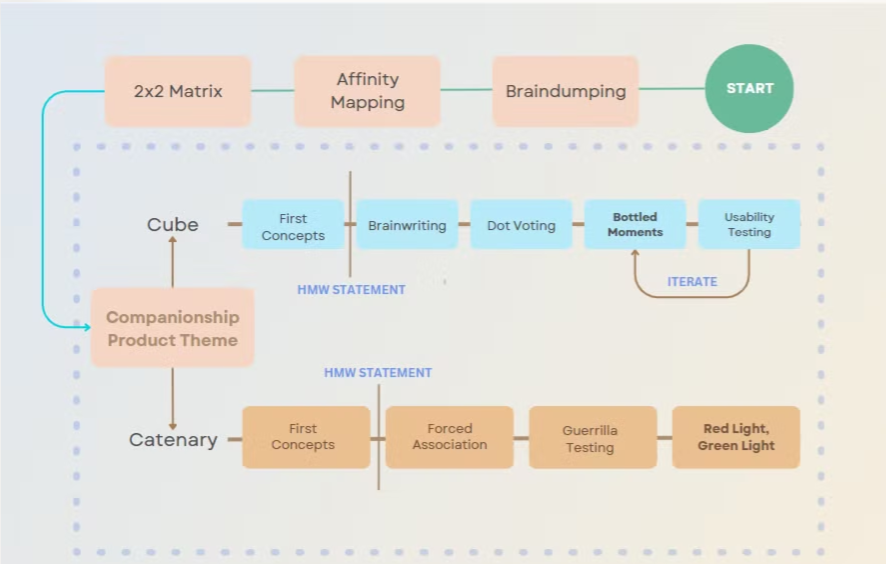 2x2 Matrix
Affinity
Mapping
Braindumping
START
Cube
First
Concepts
Brainwriting
Dot Voting
Bottled
Moments
Usability
Testing
HMW STATEMENT
ITERATE
Companionship
Product Theme
HMW STATEMENT
Catenary
First
Concepts
Forced
Association
Guerrilla
Testing
Red Light,
Green Light